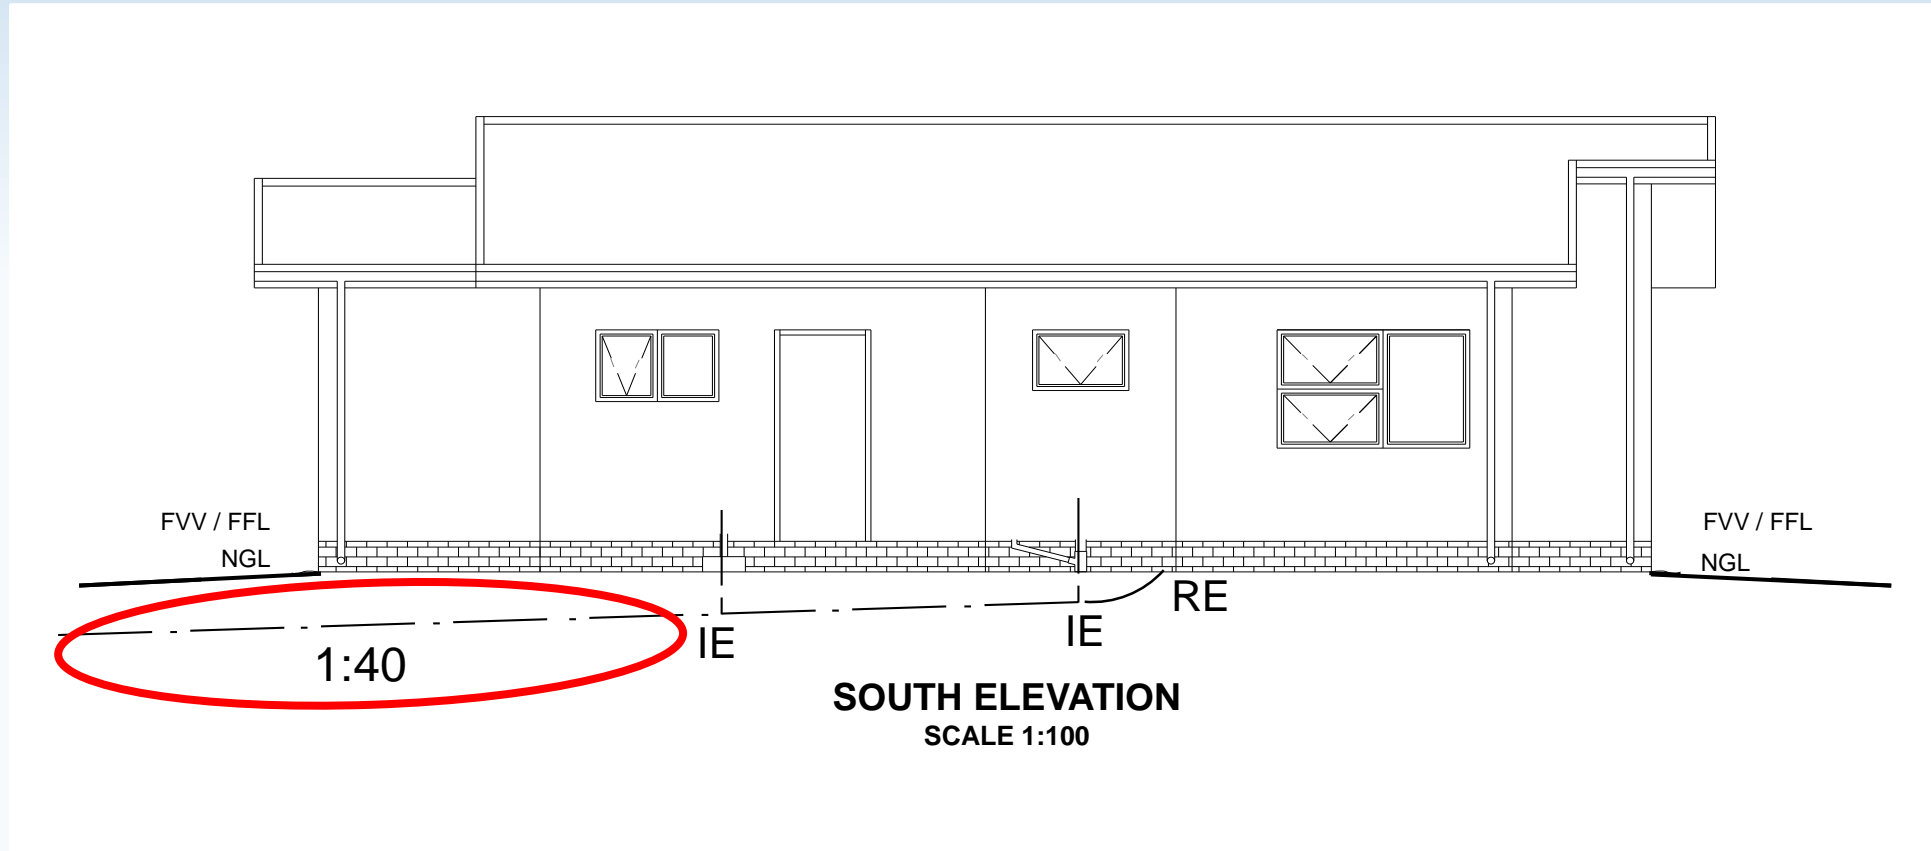 FVV / FFL
FVV / FFL
NGL
NGL
RE
IE
IE
1:40
SOUTH ELEVATION
SCALE 1:100